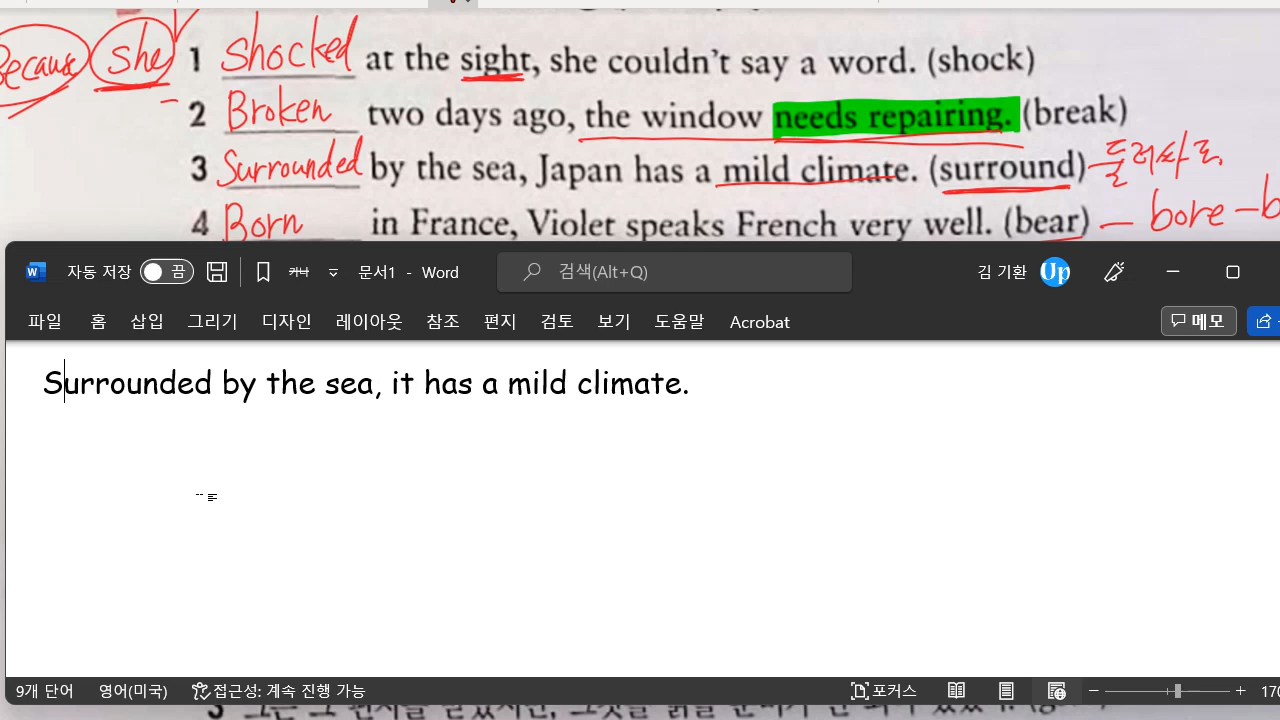 Because she 1 Shocked at the sight, she couldn't say a word. (shock)
2 Broken two days ago, the window needs repairing. (break)
3 Surrounded by the sea, Japan has a mild climate. (surround) - 둘러싸다
4 Born in France, Violet speaks French very well. (bear) - bore - b
자동 저장 끔 가나 문서1 - Word 검색(Alt+Q) 김 기환 Up
파일 홈 삽입 그리기 디자인 레이아웃 참조 편지 검토 보기 도움말 Acrobat 메모
Surrounded by the sea, it has a mild climate.
9개 단어 영어(미국) 접근성: 계속 진행 가능 포커스 170